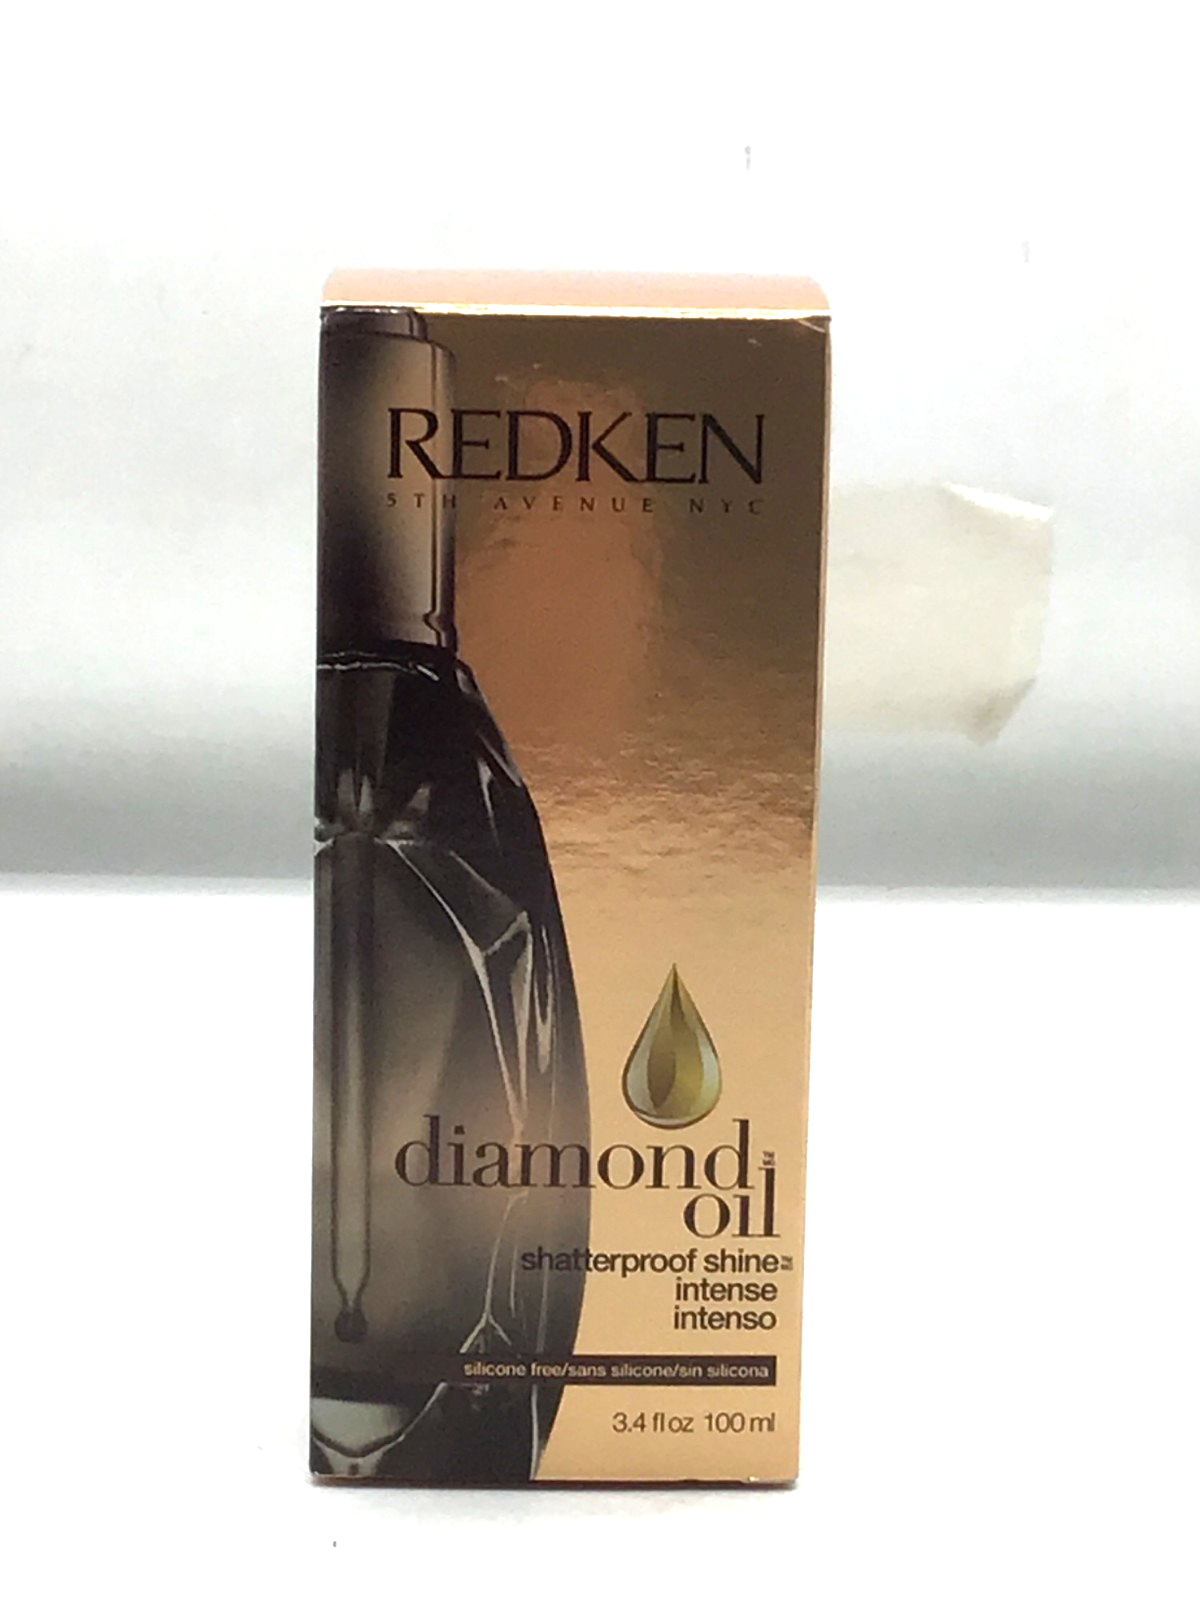 REDKEN
5TH AVENUE NYC
diamond
oil™
shatterproof shine
intense
intenso
silicone free/sans silicone/sin silicona
3.4 fl oz 100 ml